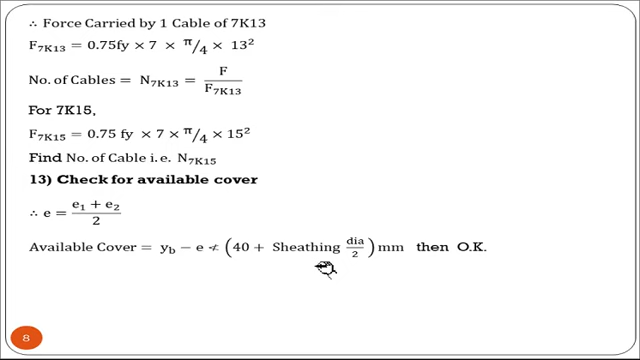 ∴ Force Carried by 1 Cable of 7K13
F₇K₁₃ = 0.75fy × 7 × π/₄ × 13²
No. of Cables = N₇K₁₃ = F / F₇K₁₃
For 7K15,
F₇K₁₅ = 0.75 fy × 7 × π/₄ × 15²
Find No. of Cable i.e. N₇K₁₅
13) Check for available cover
∴ e = (e₁ + e₂) / 2
Available Cover = y_b − e ≮ (40 + Sheathing dia/2) mm then O.K.
8